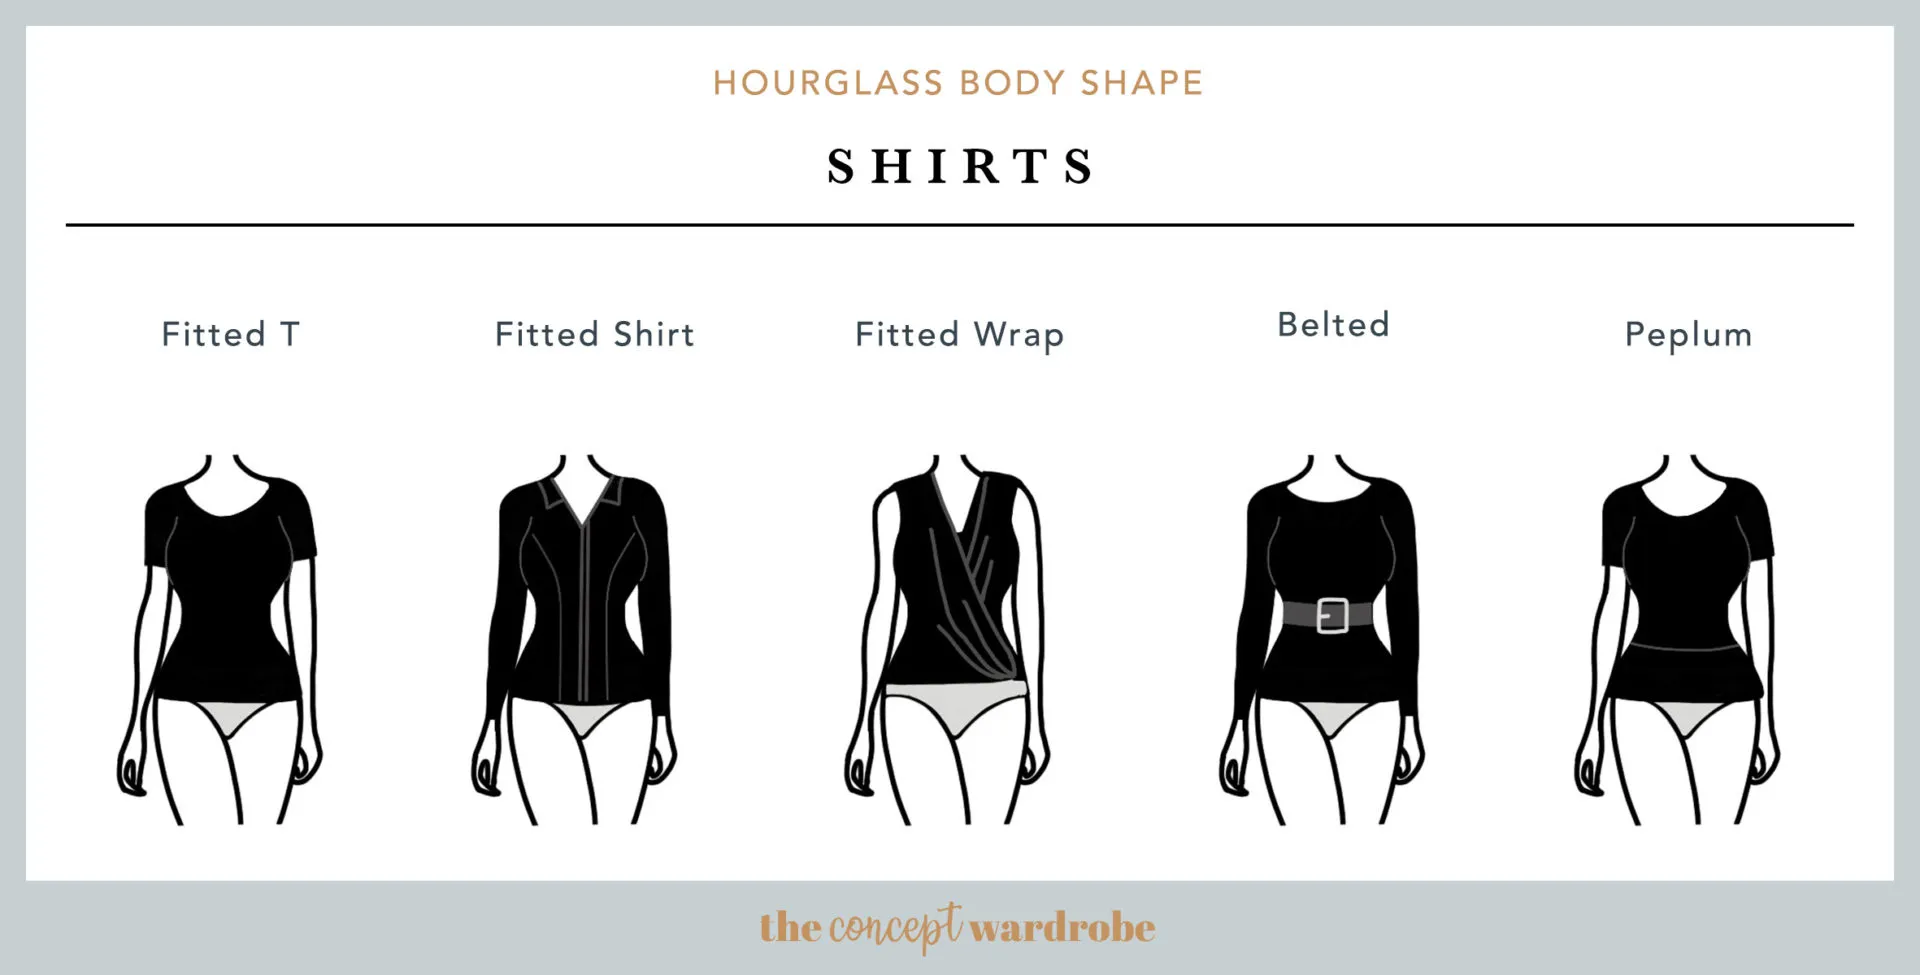 HOURGLASS BODY SHAPE
SHIRTS
Fitted T
Fitted Shirt
Fitted Wrap
Belted
Peplum
the concept wardrobe